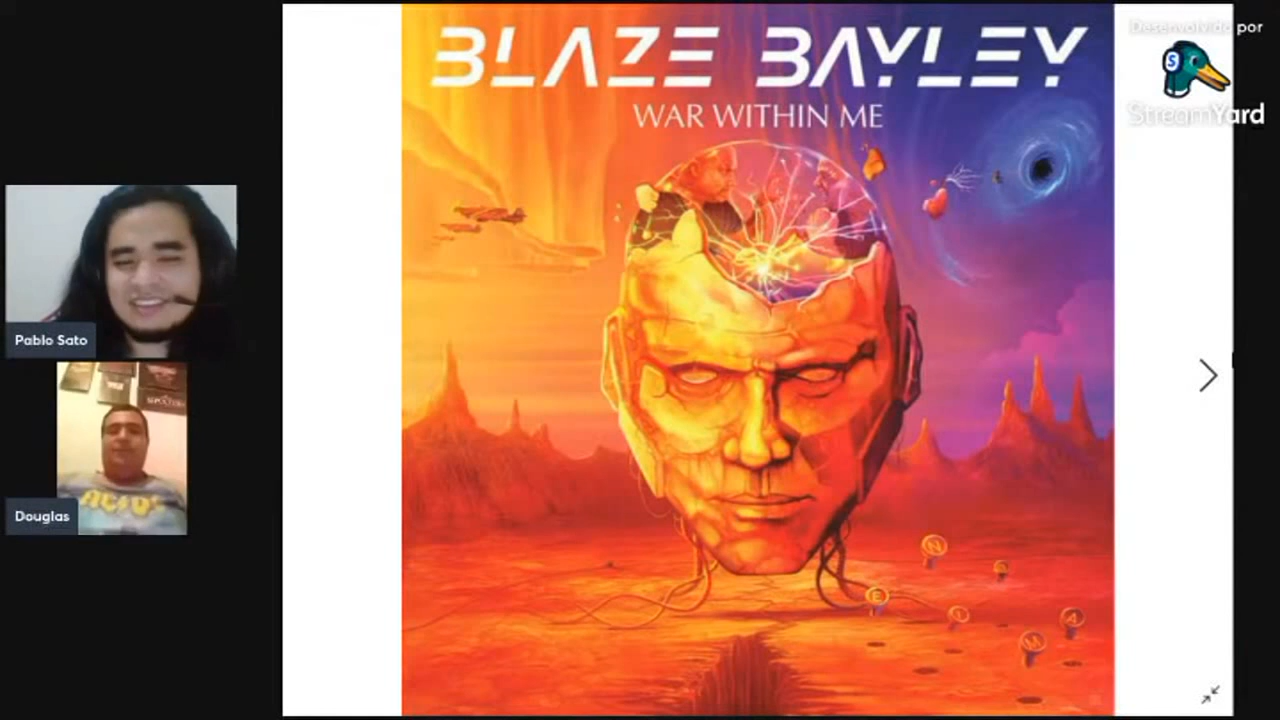 BLAZE BAYLEY
WAR WITHIN ME
Desenvolvido por
S
StreamYard
Pablo Sato
Douglas
N
E
I
M
A